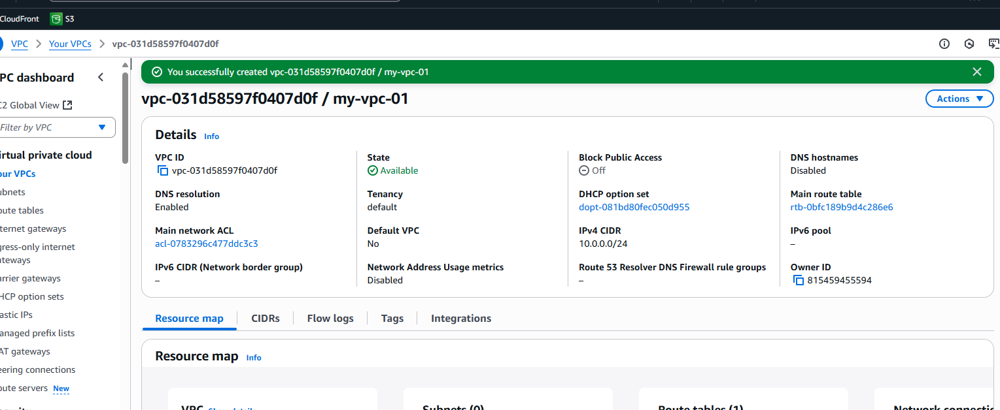 CloudFront S3
VPC > Your VPCs > vpc-031d58597f0407d0f
PC dashboard
C2 Global View
Filter by VPC
irtual private cloud
our VPCs
ubnets
oute tables
nternet gateways
gress-only internet
ateways
arrier gateways
HCP option sets
astic IPs
anaged prefix lists
AT gateways
eering connections
oute servers New
You successfully created vpc-031d58597f0407d0f / my-vpc-01
vpc-031d58597f0407d0f / my-vpc-01
Actions
Details Info
VPC ID
vpc-031d58597f0407d0f
State
Available
Block Public Access
Off
DNS hostnames
Disabled
DNS resolution
Enabled
Tenancy
default
DHCP option set
dopt-081bd80fec050d955
Main route table
rtb-0bfc189b9d4c286e6
Main network ACL
acl-0783296c477ddc3c3
Default VPC
No
IPv4 CIDR
10.0.0.0/24
IPv6 pool
–
IPv6 CIDR (Network border group)
–
Network Address Usage metrics
Disabled
Route 53 Resolver DNS Firewall rule groups
–
Owner ID
815459455594
Resource map CIDRs Flow logs Tags Integrations
Resource map Info
VPC Show details
Subnets (0)
Route tables (1)
Network connectio